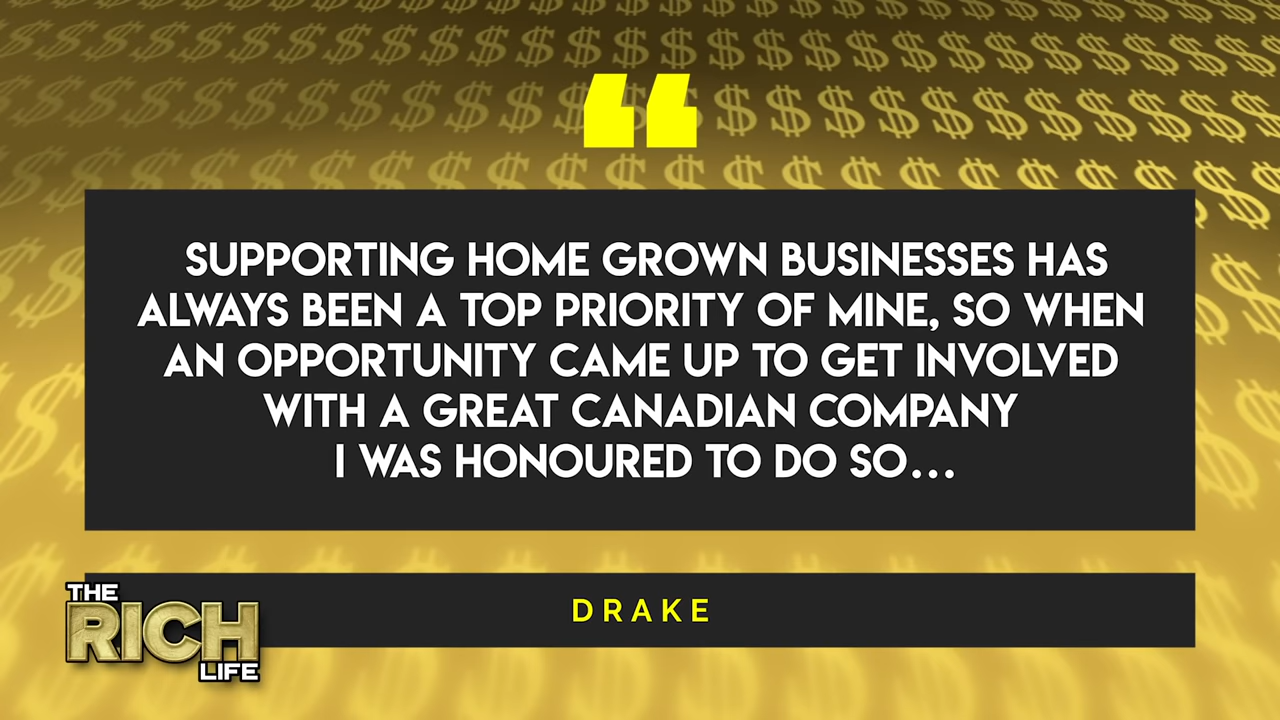 “
SUPPORTING HOME GROWN BUSINESSES HAS
ALWAYS BEEN A TOP PRIORITY OF MINE, SO WHEN
AN OPPORTUNITY CAME UP TO GET INVOLVED
WITH A GREAT CANADIAN COMPANY
I WAS HONOURED TO DO SO...
DRAKE
THE
RICH
LIFE